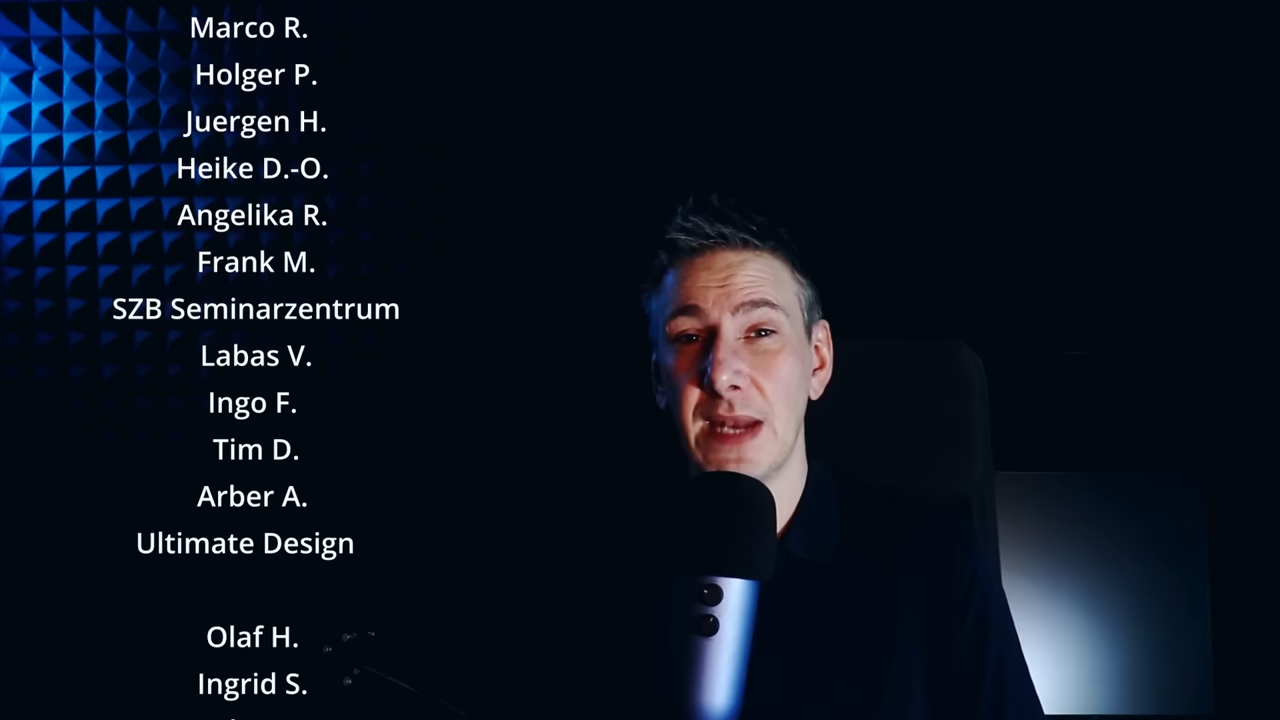 Marco R.
Holger P.
Juergen H.
Heike D.-O.
Angelika R.
Frank M.
SZB Seminarzentrum
Labas V.
Ingo F.
Tim D.
Arber A.
Ultimate Design
Olaf H.
Ingrid S.